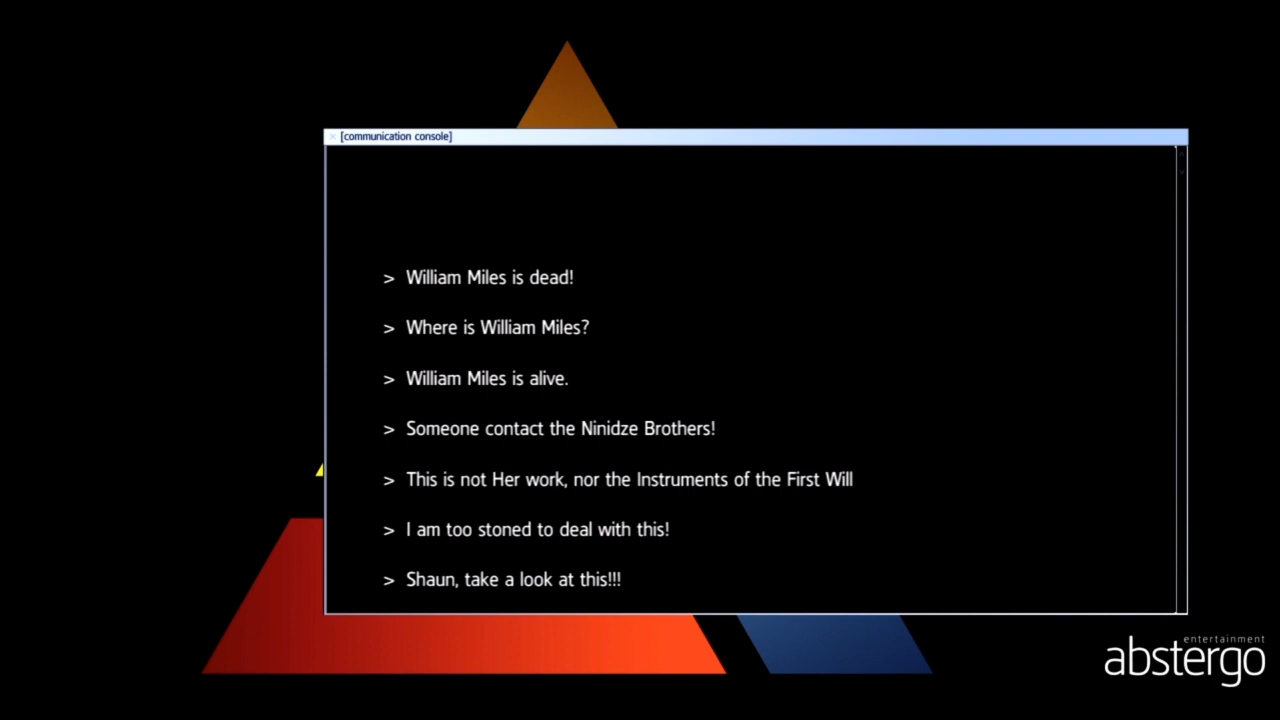 [communication console]
> William Miles is dead!
> Where is William Miles?
> William Miles is alive.
> Someone contact the Ninidze Brothers!
> This is not Her work, nor the Instruments of the First Will
> I am too stoned to deal with this!
> Shaun, take a look at this!!!
entertainment
abstergo